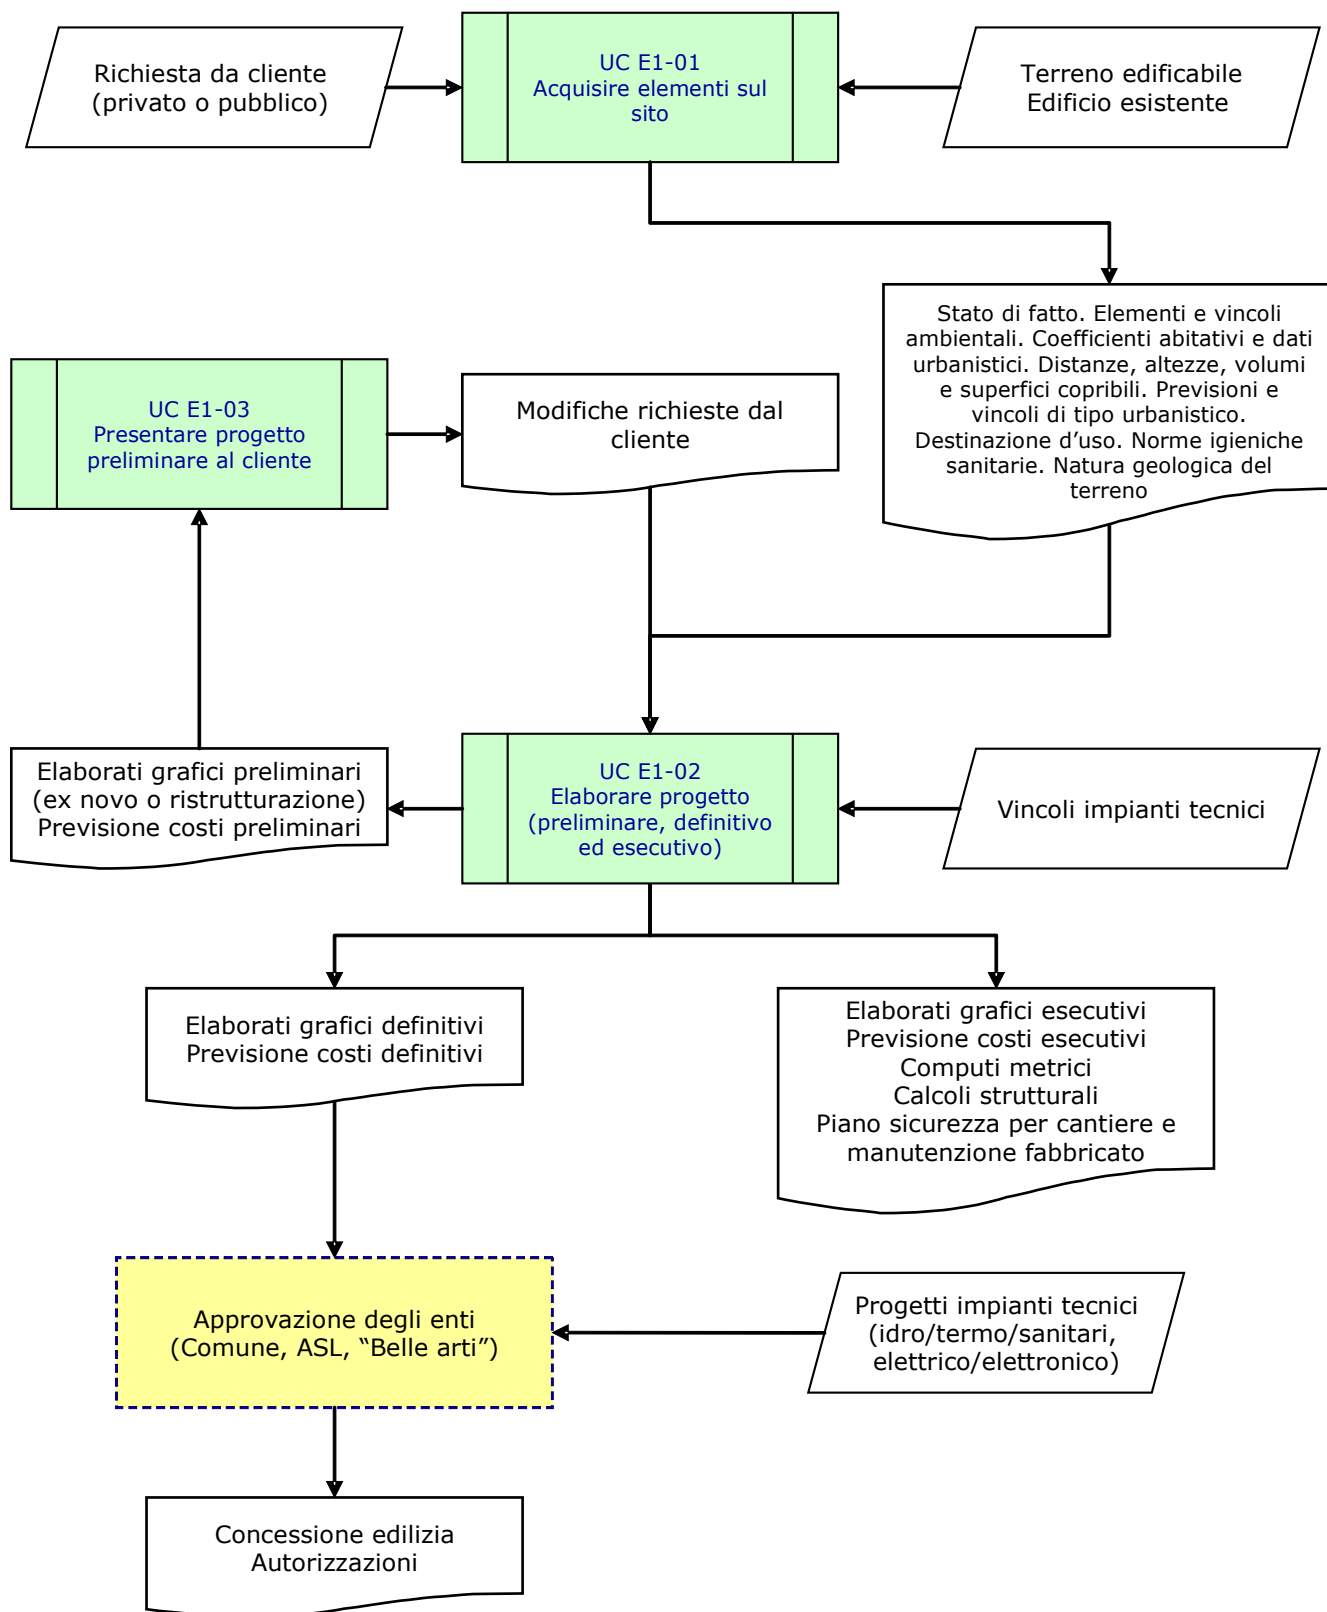 Richiesta da cliente
(privato o pubblico)
UC E1-01
Acquisire elementi sul
sito
Terreno edificabile
Edificio esistente
Stato di fatto. Elementi e vincoli
ambientali. Coefficienti abitativi e dati
urbanistici. Distanze, altezze, volumi
e superfici copribili. Previsioni e
vincoli di tipo urbanistico.
Destinazione d’uso. Norme igieniche
sanitarie. Natura geologica del
terreno
UC E1-03
Presentare progetto
preliminare al cliente
Modifiche richieste dal
cliente
Elaborati grafici preliminari
(ex novo o ristrutturazione)
Previsione costi preliminari
UC E1-02
Elaborare progetto
(preliminare, definitivo
ed esecutivo)
Vincoli impianti tecnici
Elaborati grafici definitivi
Previsione costi definitivi
Elaborati grafici esecutivi
Previsione costi esecutivi
Computi metrici
Calcoli strutturali
Piano sicurezza per cantiere e
manutenzione fabbricato
Approvazione degli enti
(Comune, ASL, “Belle arti”)
Progetti impianti tecnici
(idro/termo/sanitari,
elettrico/elettronico)
Concessione edilizia
Autorizzazioni